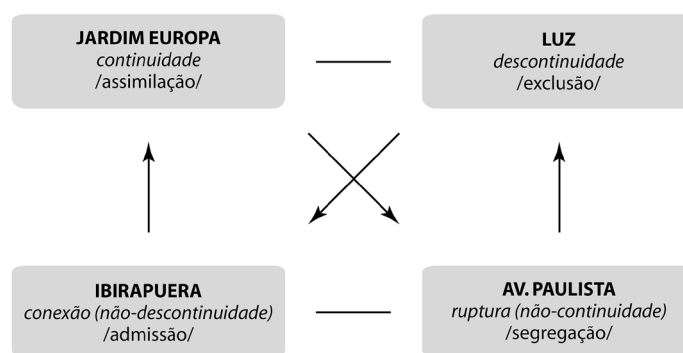 JARDIM EUROPA
continuidade
/assimilação/
LUZ
descontinuidade
/exclusão/
IBIRAPUERA
conexão (não-descontinuidade)
/admissão/
AV. PAULISTA
ruptura (não-continuidade)
/segregação/